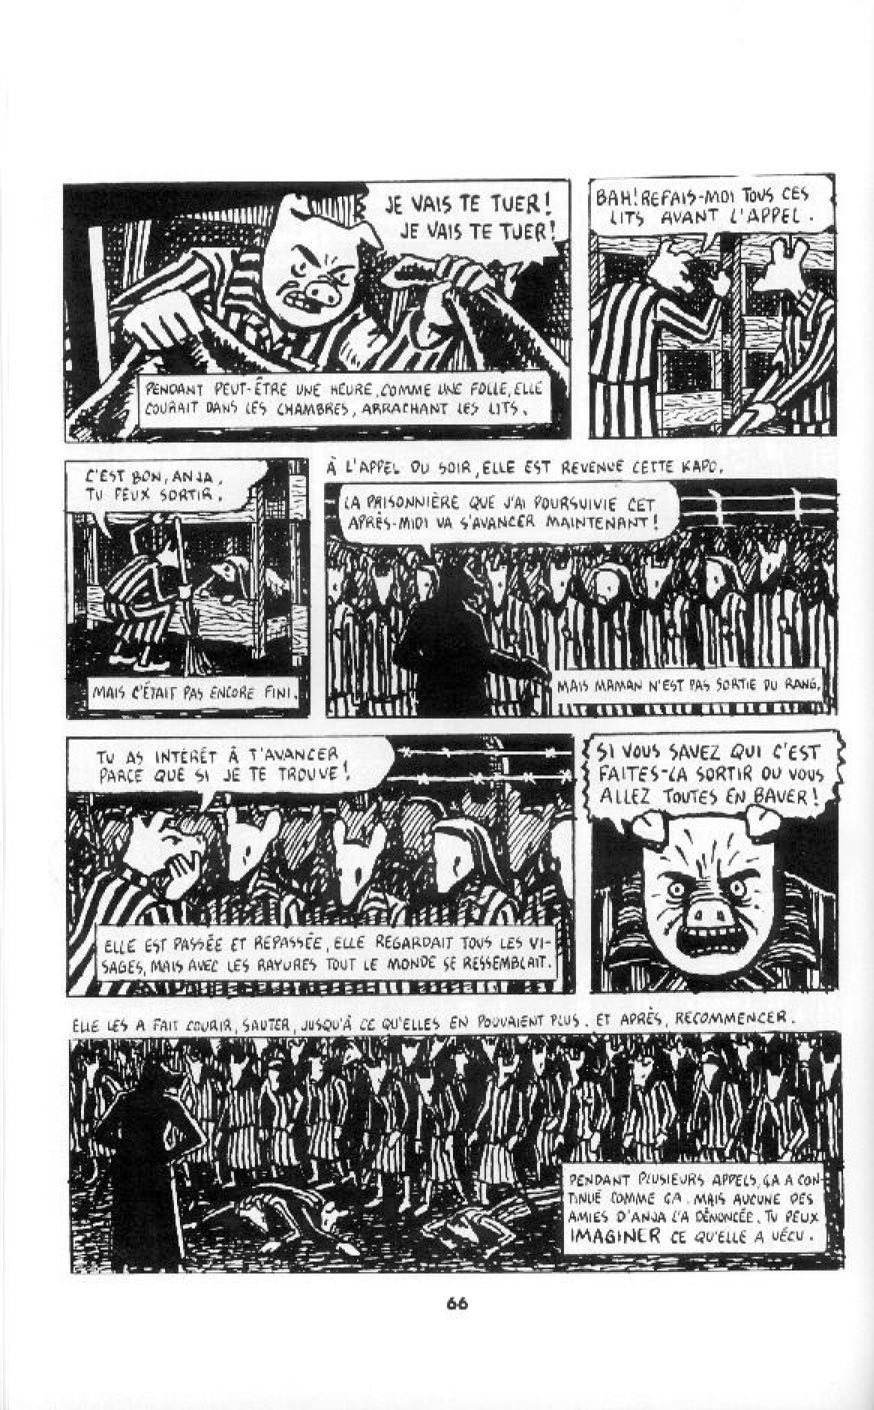 JE VAIS TE TUER!
JE VAIS TE TUER!
PENDANT PEUT-ÊTRE UNE HEURE, COMME UNE FOLLE, ELLE
COURAIT DANS LES CHAMBRES, ARRACHANT LES LITS.
BAH! REFAIS-MOI TOUS CES
LITS AVANT L'APPEL.
C'EST BON, ANJA,
TU PEUX SORTIR.
MAIS C'ÉTAIT PAS ENCORE FINI.
À L'APPEL DU SOIR, ELLE EST REVENUE CETTE KAPO.
LA PRISONNIÈRE QUE J'AI POURSUIVIE CET
APRÈS-MIDI VA S'AVANCER MAINTENANT!
MAIS MAMAN N'EST PAS SORTIE DU RANG.
TU AS INTÉRÊT À T'AVANCER
PARCE QUE SI JE TE TROUVE!
ELLE EST PASSÉE ET REPASSÉE, ELLE REGARDAIT TOUS LES VI-
SAGES, MAIS AVEC LES RAYURES TOUT LE MONDE SE RESSEMBLAIT.
SI VOUS SAVEZ QUI C'EST
FAITES-LA SORTIR OU VOUS
ALLEZ TOUTES EN BAVER!
ELLE LES A FAIT COURIR, SAUTER, JUSQU'À CE QU'ELLES EN POUVAIENT PLUS. ET APRÈS, RECOMMENCER.
PENDANT PLUSIEURS APPELS, ÇA A CON-
TINUÉ COMME ÇA. MAIS AUCUNE DES
AMIES D'ANJA L'A DÉNONCÉE. TU PEUX
IMAGINER CE QU'ELLE A VÉCU.
66